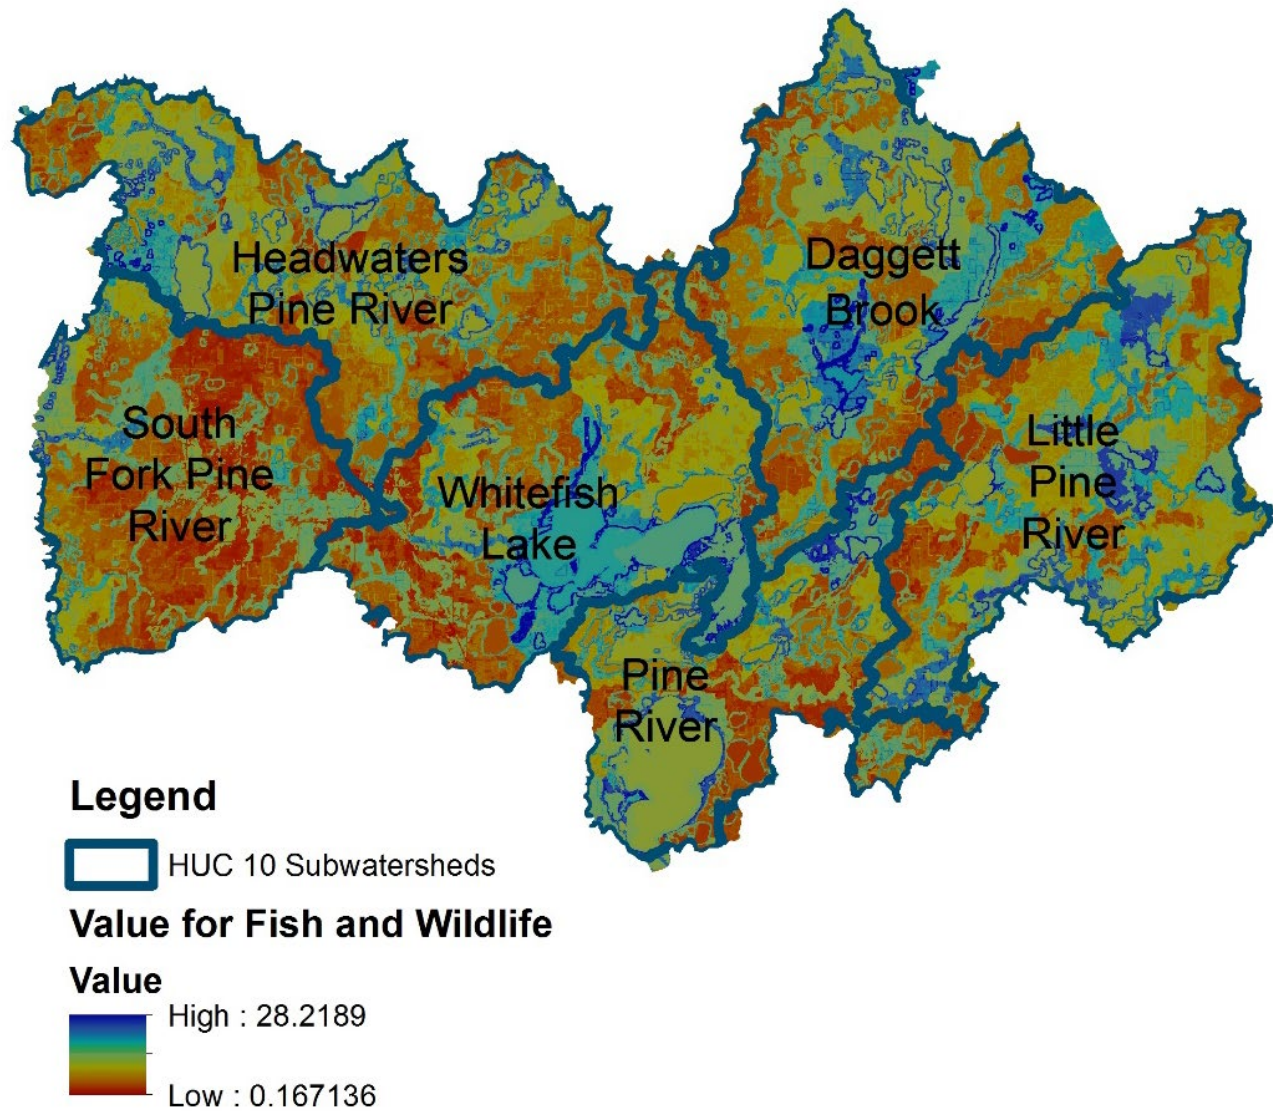 Headwaters
Pine River
Daggett
Brook
South
Fork Pine
River
Whitefish
Lake
Little
Pine
River
Pine
River
Legend
HUC 10 Subwatersheds
Value for Fish and Wildlife
Value
High : 28.2189
Low : 0.167136